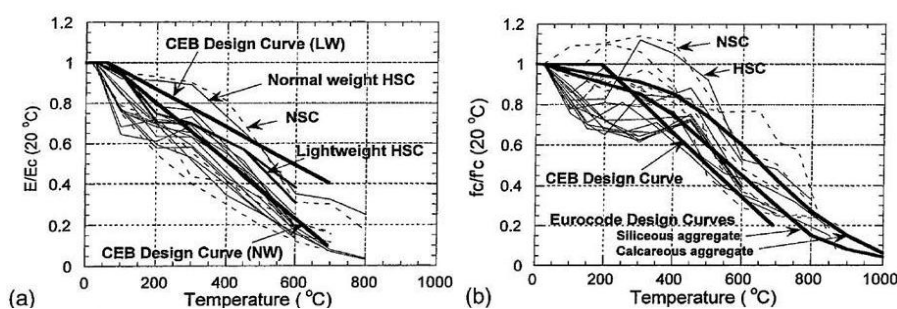 CEB Design Curve (LW)
Normal weight HSC
NSC
Lightweight HSC
CEB Design Curve (NW)
E/Ec (20 °C)
1
0.8
0.6
0.4
0.2
0
0 200 400 600 800 1000
Temperature ( °C)
(a)
NSC
HSC
CEB Design Curve
Eurocode Design Curves
Siliceous aggregate
Calcareous aggregate
fc/f'c (20 °C)
1.2
1
0.8
0.6
0.4
0.2
0
0 200 400 600 800 1000
Temperature ( °C)
(b)